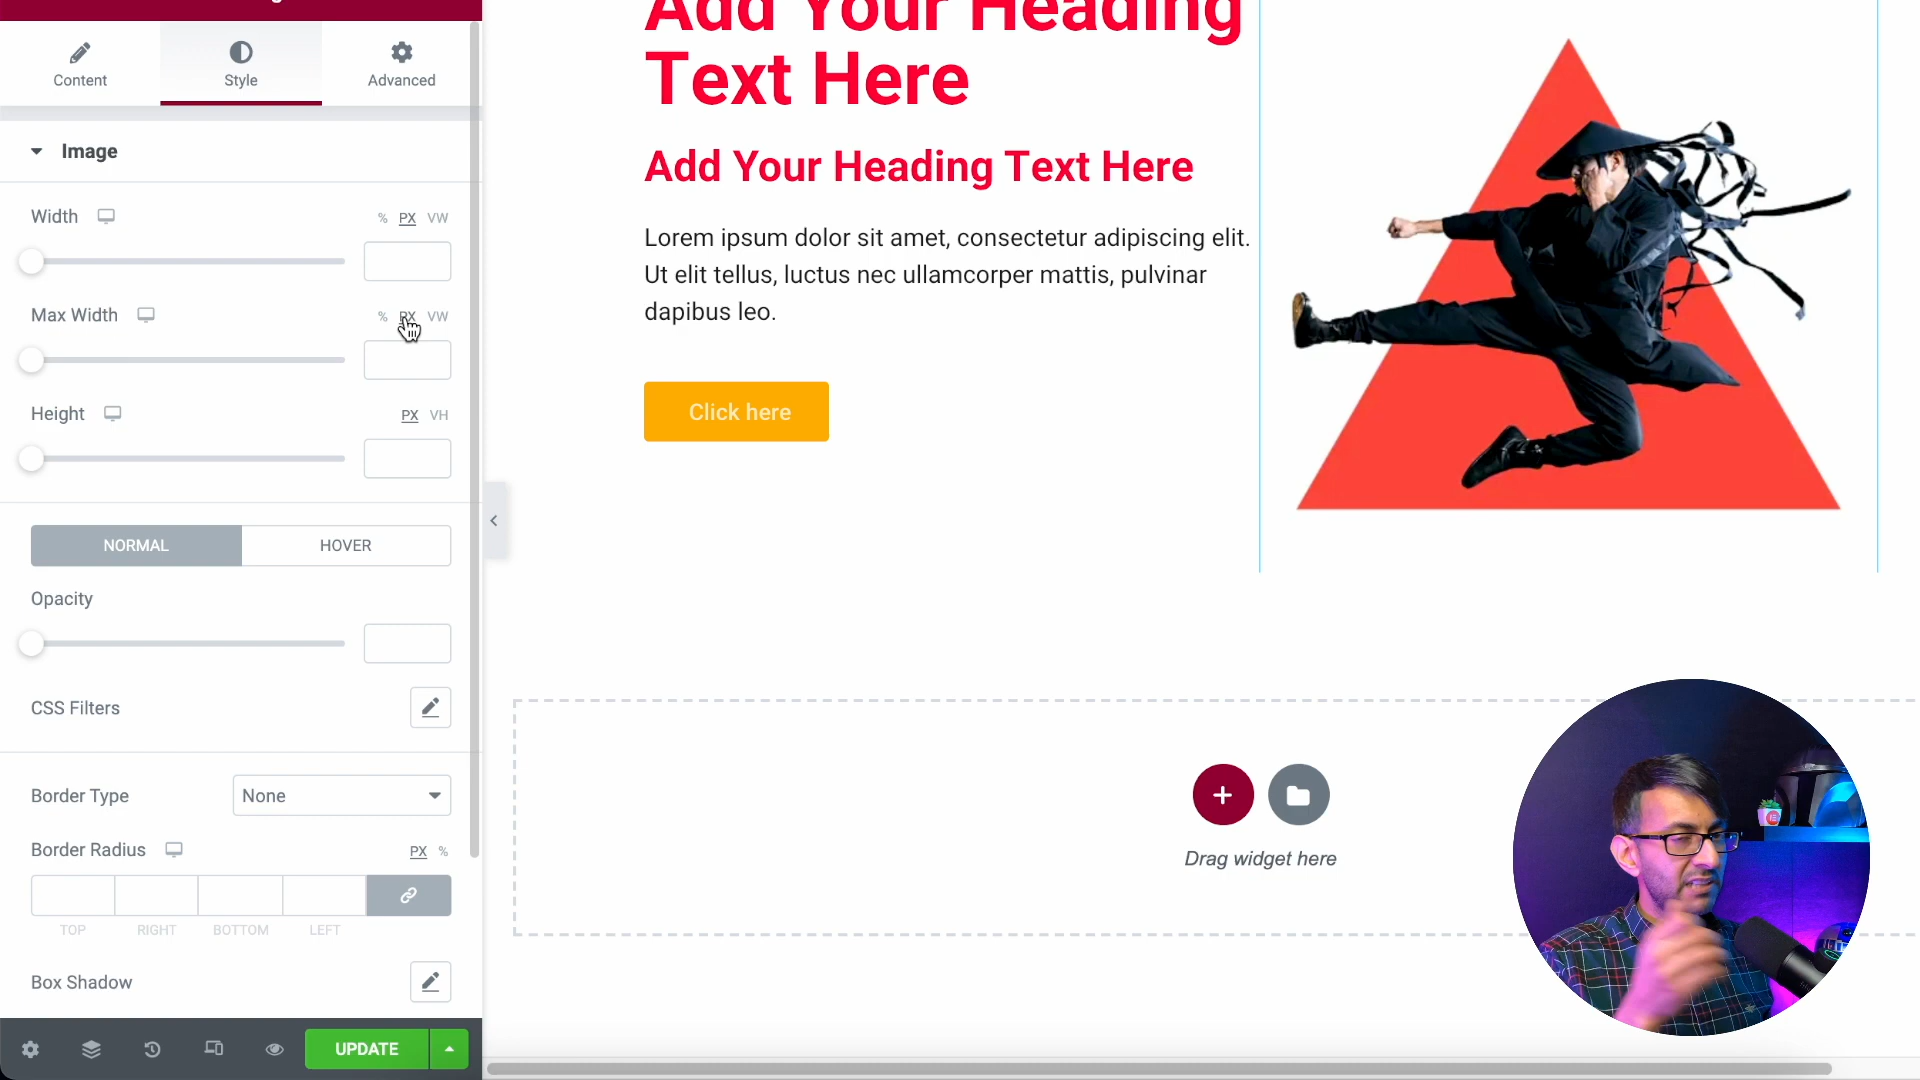 Content
Style
Advanced
Image
Width
% PX VW
Max Width
% PX VW
Height
PX VH
NORMAL
HOVER
Opacity
CSS Filters
Border Type
None
Border Radius
PX %
TOP
RIGHT
BOTTOM
LEFT
Box Shadow
UPDATE
Add Your Heading
Text Here
Add Your Heading Text Here
Lorem ipsum dolor sit amet, consectetur adipiscing elit.
Ut elit tellus, luctus nec ullamcorper mattis, pulvinar
dapibus leo.
Click here
Drag widget here